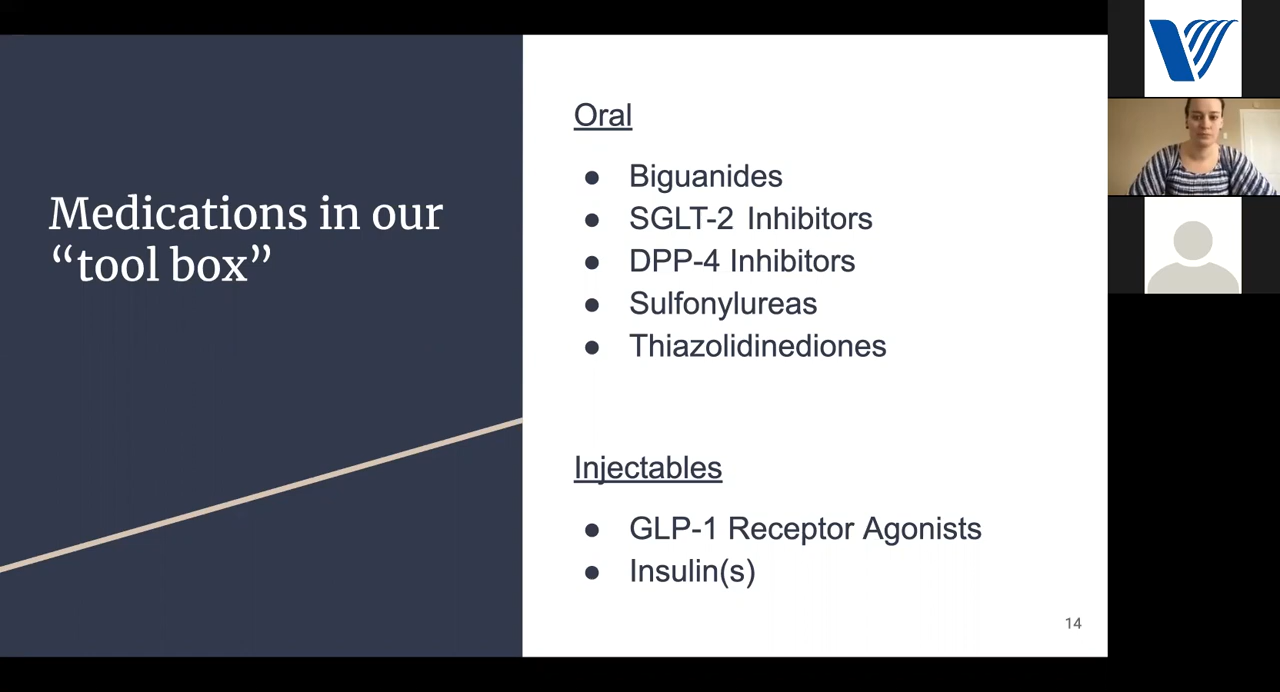 Medications in our
“tool box”
Oral
● Biguanides
● SGLT-2 Inhibitors
● DPP-4 Inhibitors
● Sulfonylureas
● Thiazolidinediones
Injectables
● GLP-1 Receptor Agonists
● Insulin(s)
14